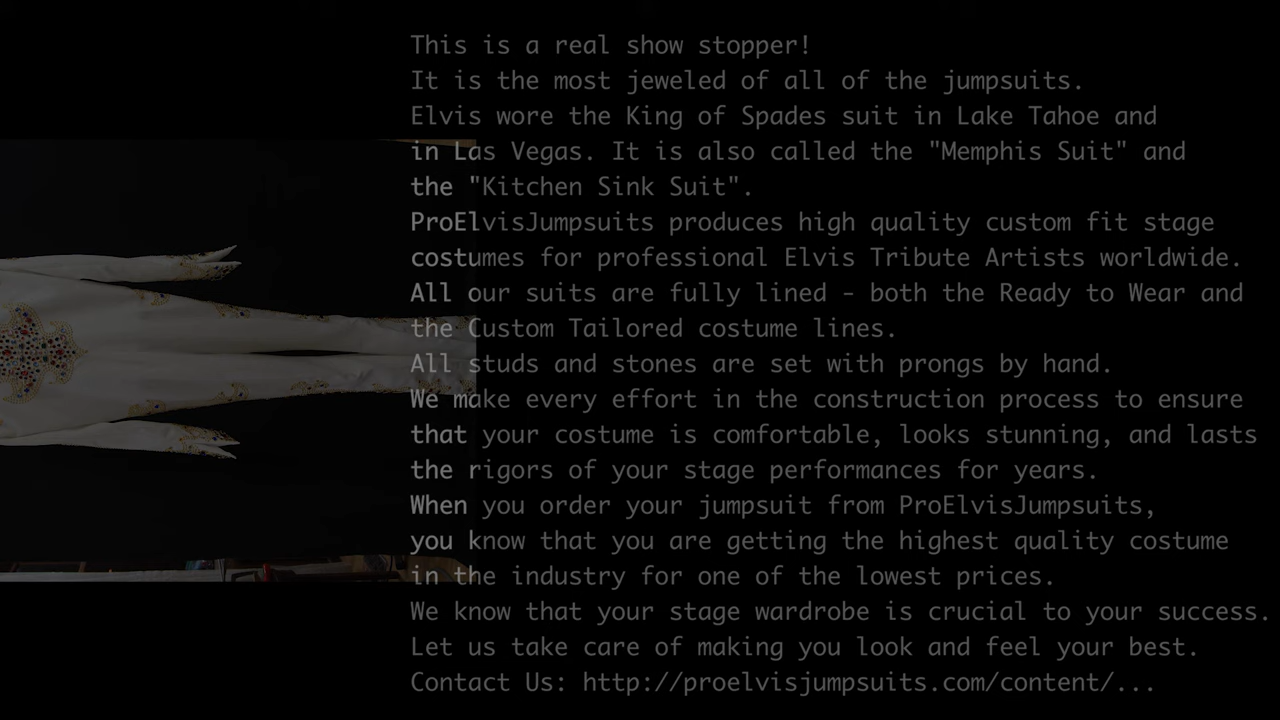 This is a real show stopper!
It is the most jeweled of all of the jumpsuits.
Elvis wore the King of Spades suit in Lake Tahoe and
in Las Vegas. It is also called the "Memphis Suit" and
the "Kitchen Sink Suit".
ProElvisJumpsuits produces high quality custom fit stage
costumes for professional Elvis Tribute Artists worldwide.
All our suits are fully lined - both the Ready to Wear and
the Custom Tailored costume lines.
All studs and stones are set with prongs by hand.
We make every effort in the construction process to ensure
that your costume is comfortable, looks stunning, and lasts
the rigors of your stage performances for years.
When you order your jumpsuit from ProElvisJumpsuits,
you know that you are getting the highest quality costume
in the industry for one of the lowest prices.
We know that your stage wardrobe is crucial to your success.
Let us take care of making you look and feel your best.
Contact Us: http://proelvisjumpsuits.com/content/...